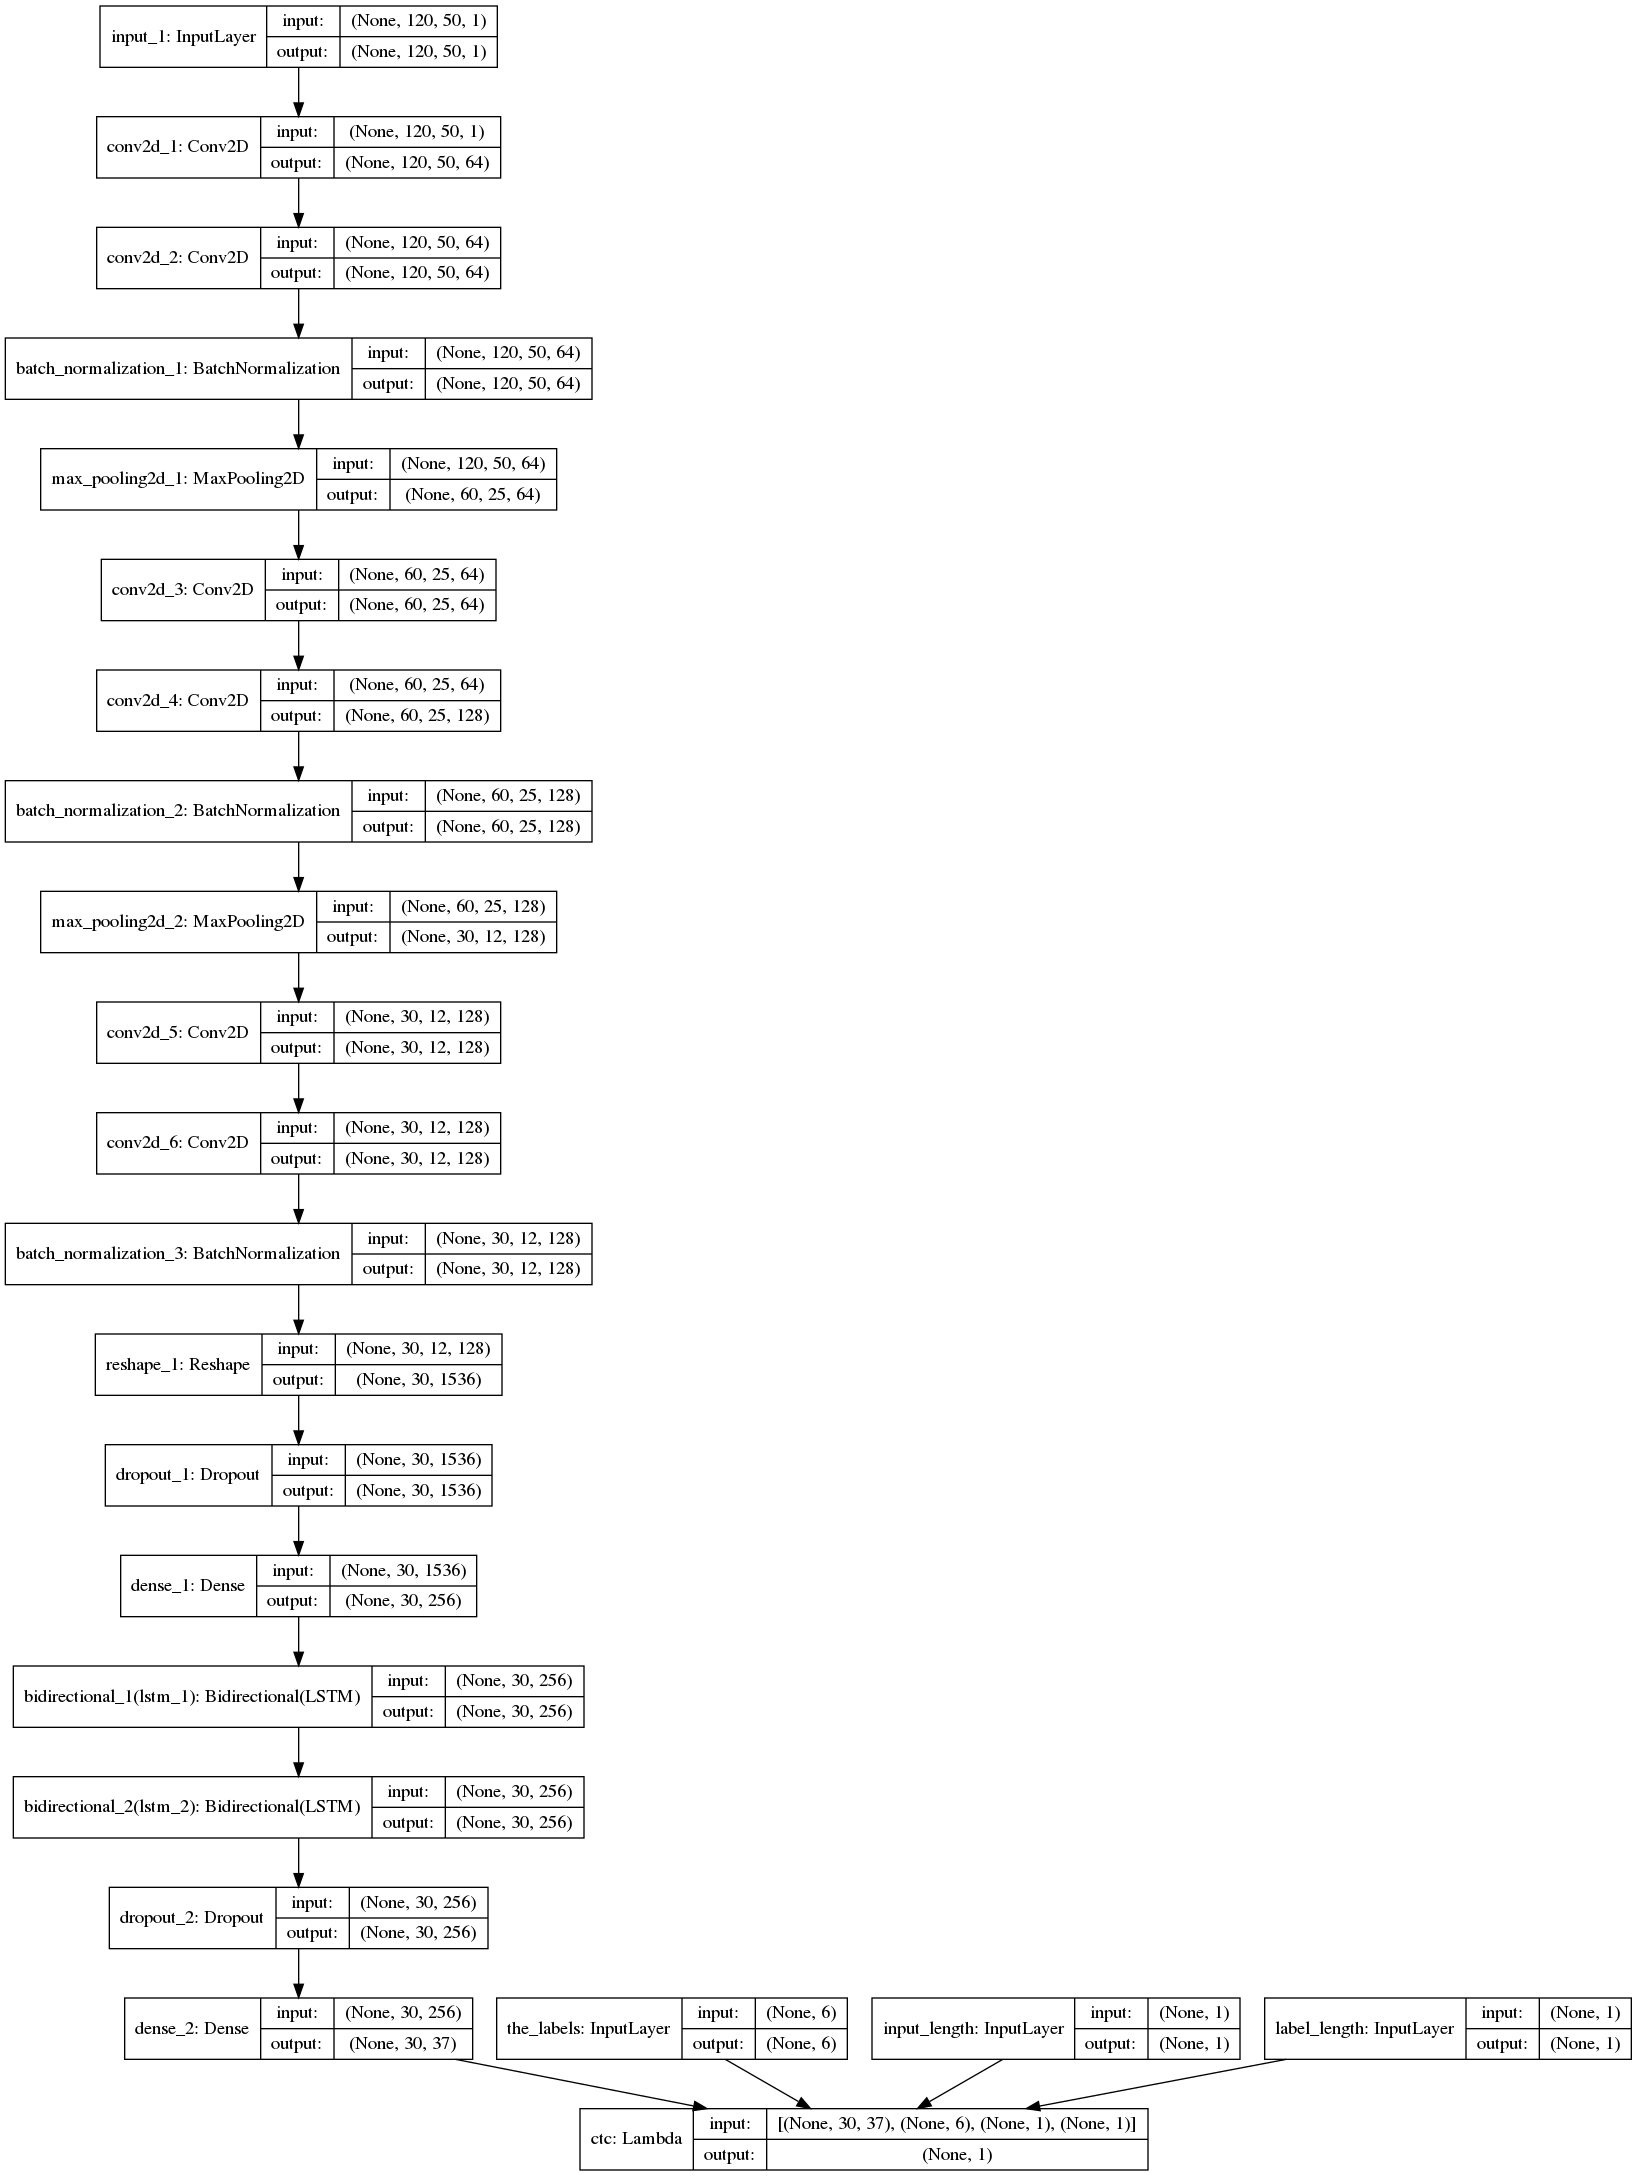 input_1: InputLayer input: (None, 120, 50, 1)
output: (None, 120, 50, 1)
conv2d_1: Conv2D input: (None, 120, 50, 1)
output: (None, 120, 50, 64)
conv2d_2: Conv2D input: (None, 120, 50, 64)
output: (None, 120, 50, 64)
batch_normalization_1: BatchNormalization input: (None, 120, 50, 64)
output: (None, 120, 50, 64)
max_pooling2d_1: MaxPooling2D input: (None, 120, 50, 64)
output: (None, 60, 25, 64)
conv2d_3: Conv2D input: (None, 60, 25, 64)
output: (None, 60, 25, 64)
conv2d_4: Conv2D input: (None, 60, 25, 64)
output: (None, 60, 25, 128)
batch_normalization_2: BatchNormalization input: (None, 60, 25, 128)
output: (None, 60, 25, 128)
max_pooling2d_2: MaxPooling2D input: (None, 60, 25, 128)
output: (None, 30, 12, 128)
conv2d_5: Conv2D input: (None, 30, 12, 128)
output: (None, 30, 12, 128)
conv2d_6: Conv2D input: (None, 30, 12, 128)
output: (None, 30, 12, 128)
batch_normalization_3: BatchNormalization input: (None, 30, 12, 128)
output: (None, 30, 12, 128)
reshape_1: Reshape input: (None, 30, 12, 128)
output: (None, 30, 1536)
dropout_1: Dropout input: (None, 30, 1536)
output: (None, 30, 1536)
dense_1: Dense input: (None, 30, 1536)
output: (None, 30, 256)
bidirectional_1(lstm_1): Bidirectional(LSTM) input: (None, 30, 256)
output: (None, 30, 256)
bidirectional_2(lstm_2): Bidirectional(LSTM) input: (None, 30, 256)
output: (None, 30, 256)
dropout_2: Dropout input: (None, 30, 256)
output: (None, 30, 256)
dense_2: Dense input: (None, 30, 256)
output: (None, 30, 37)
the_labels: InputLayer input: (None, 6)
output: (None, 6)
input_length: InputLayer input: (None, 1)
output: (None, 1)
label_length: InputLayer input: (None, 1)
output: (None, 1)
ctc: Lambda input: [(None, 30, 37), (None, 6), (None, 1), (None, 1)]
output: (None, 1)